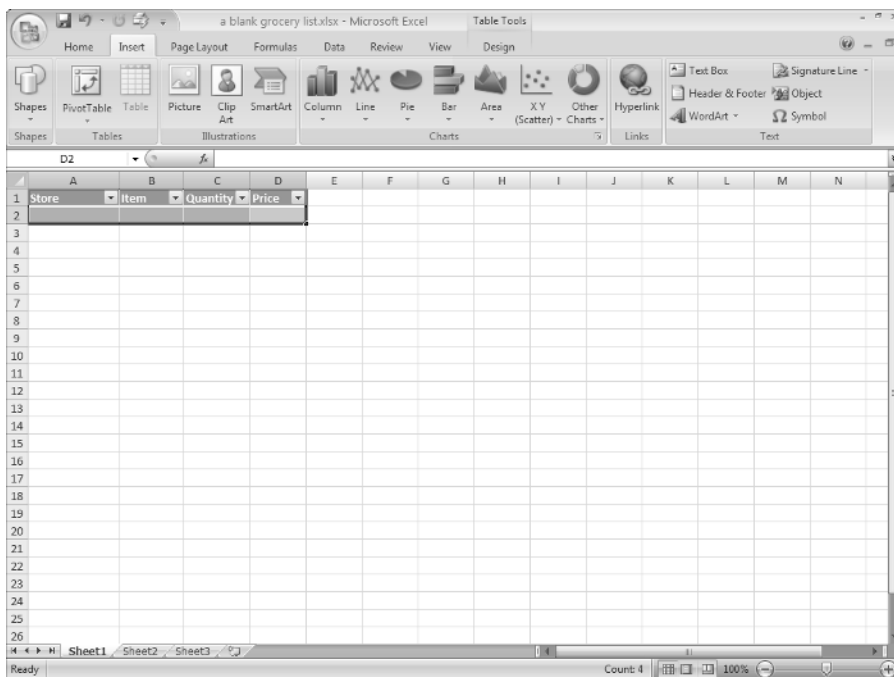 a blank grocery list.xlsx - Microsoft Excel
Table Tools
Home Insert Page Layout Formulas Data Review View Design
Shapes
PivotTable
Table
Picture
Clip Art
SmartArt
Column
Line
Pie
Bar
Area
X Y (Scatter)
Other Charts
Hyperlink
Text Box
Header & Footer
WordArt
Signature Line
Object
Ω Symbol
Shapes Tables Illustrations Charts Links Text
D2 fx
A B C D E F G H I J K L M N
1 Store Item Quantity Price
2
3
4
5
6
7
8
9
10
11
12
13
14
15
16
17
18
19
20
21
22
23
24
25
26
Sheet1 Sheet2 Sheet3
Ready Count: 4 100%